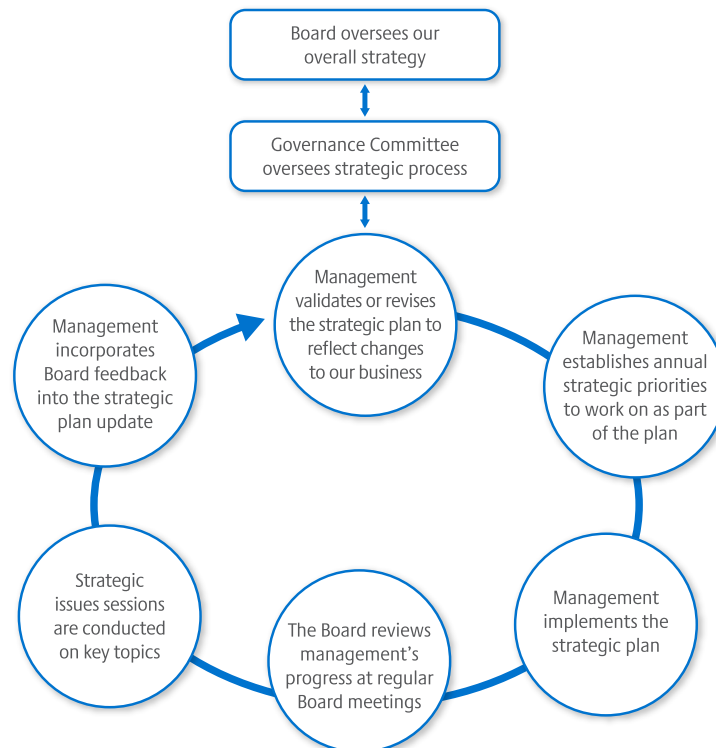 Board oversees our
overall strategy
Governance Committee
oversees strategic process
Management
validates or revises
the strategic plan to
reflect changes
to our business
Management
establishes annual
strategic priorities
to work on as part
of the plan
Management
implements the
strategic plan
The Board reviews
management’s
progress at regular
Board meetings
Strategic
issues sessions
are conducted
on key topics
Management
incorporates
Board feedback
into the strategic
plan update